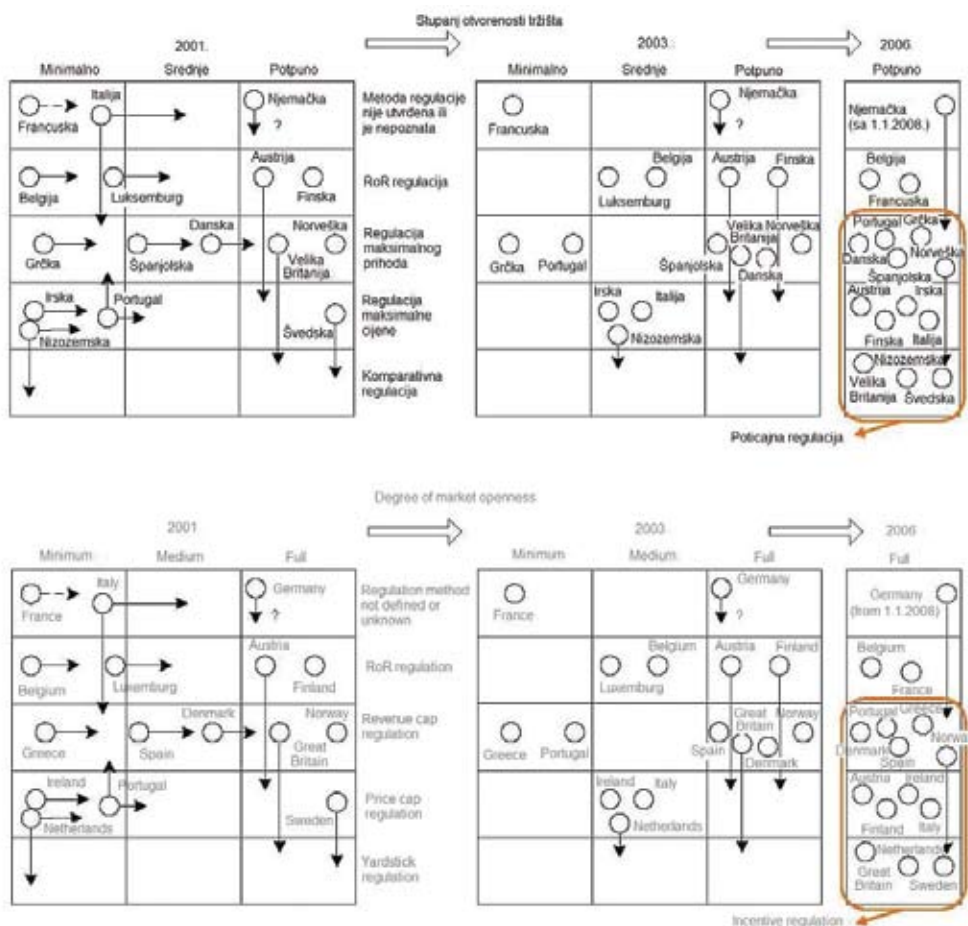 Stupanj otvorenosti tržišta
2001.
2003.
2006.
Minimalno Srednje Potpuno
Minimalno Srednje Potpuno
Potpuno
Francuska
Italija
Njemačka
?
Metoda regulacije
nije utvrđena ili
je nepoznata
Francuska
Njemačka
?
Njemačka
(sa 1.1.2008.)
Belgija
Luksemburg
Austrija
Finska
RoR regulacija
Luksemburg
Belgija
Austrija
Finska
Belgija
Francuska
Grčka
Španjolska
Danska
Norveška
Velika
Britanija
Regulacija
maksimalnog
prihoda
Grčka
Portugal
Španjolska
Velika
Britanija
Norveška
Danska
Portugal
Grčka
Danska
Norveška
Španjolska
Irska
Nizozemska
Portugal
Švedska
Regulacija
maksimalne
cijene
Irska
Italija
Nizozemska
Austrija
Irska
Finska
Italija
Komparativna
regulacija
Nizozemska
Velika
Britanija
Švedska
Poticajna regulacija
Degree of market openness
2001
2003.
2006
Minimum Medium Full
Minimum Medium Full
Full
France
Italy
Germany
?
Regulation method
not defined or
unknown
France
Germany
?
Germany
(from 1.1.2008)
Belgium
Luxemburg
Austria
Finland
RoR regulation
Luxemburg
Belgium
Austria
Finland
Belgium
France
Greece
Spain
Denmark
Norway
Great
Britain
Revenue cap
regulation
Greece
Portugal
Spain
Great
Britain
Norway
Denmark
Portugal
Greece
Denmark
Norway
Spain
Ireland
Netherlands
Portugal
Sweden
Price cap
regulation
Ireland
Italy
Netherlands
Austria
Ireland
Finland
Italy
Yardstick
regulation
Netherlands
Great
Britain
Sweden
Incentive regulation